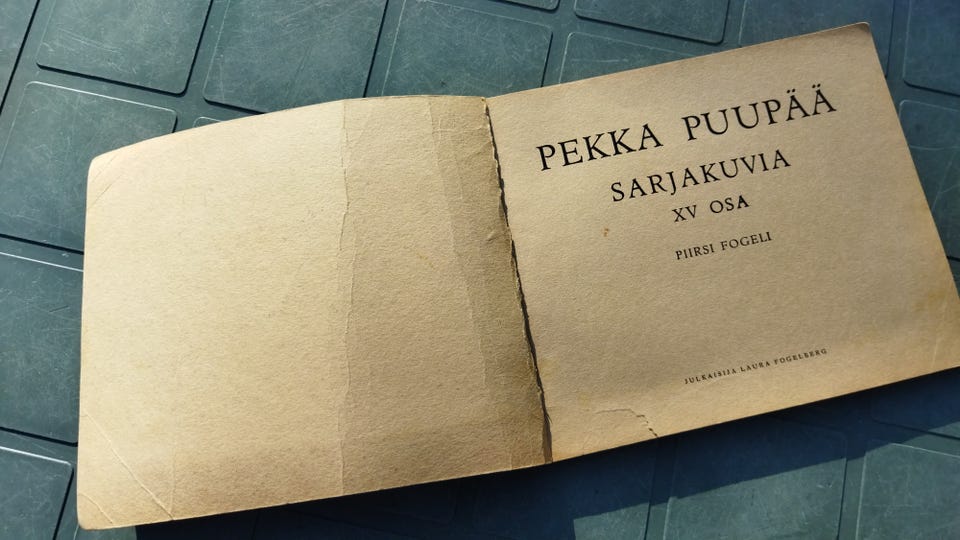 PEKKA PUUPÄÄ
SARJAKUVIA
XV OSA
PIIRSI FOGELI
JULKAISIJA LAURA FOGELBERG